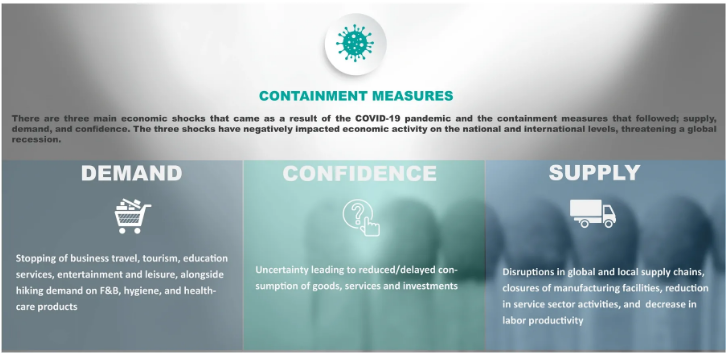 CONTAINMENT MEASURES
There are three main economic shocks that came as a result of the COVID-19 pandemic and the containment measures that followed; supply,
demand, and confidence. The three shocks have negatively impacted economic activity on the national and international levels, threatening a global
recession.
DEMAND
Stopping of business travel, tourism, education
services, entertainment and leisure, alongside
hiking demand on F&B, hygiene, and health-
care products
CONFIDENCE
?
Uncertainty leading to reduced/delayed con-
sumption of goods, services and investments
SUPPLY
Disruptions in global and local supply chains,
closures of manufacturing facilities, reduction
in service sector activities, and  decrease in
labor productivity